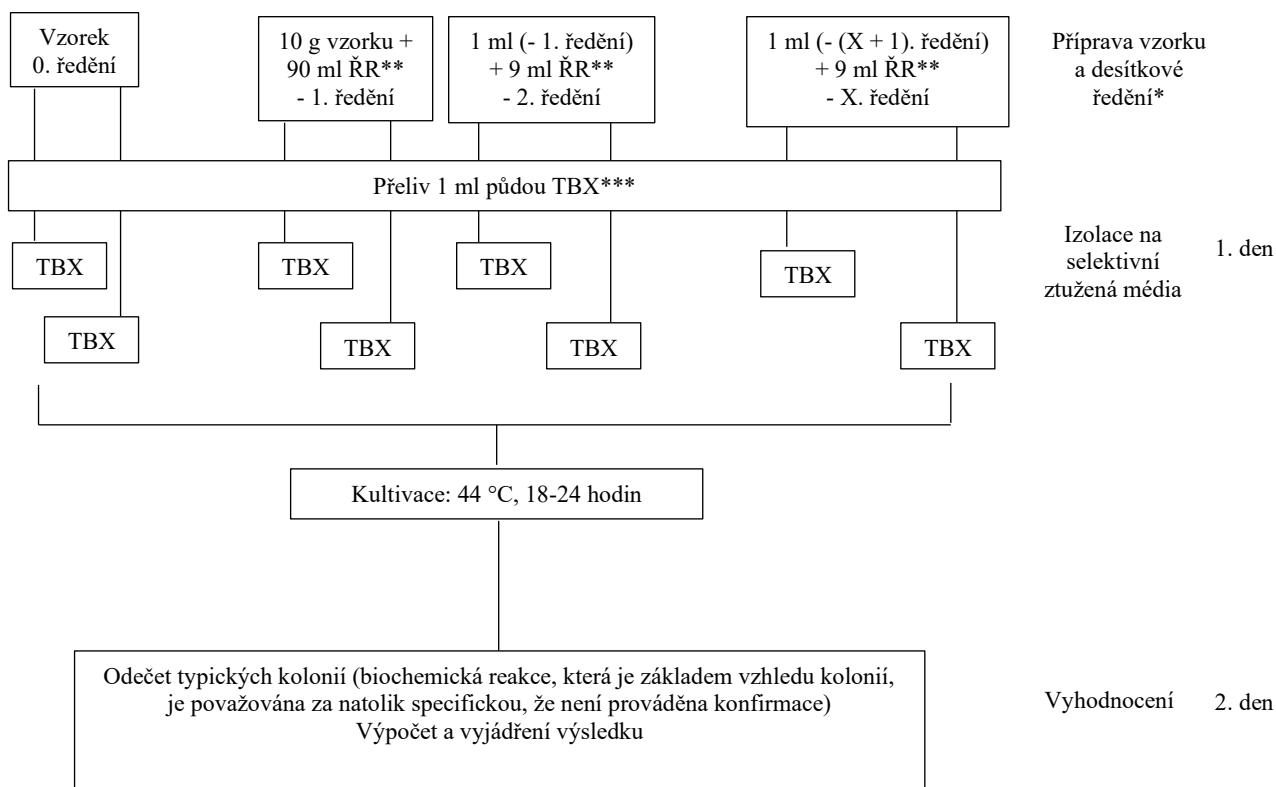 Vzorek
0. ředění
10 g vzorku +
90 ml ŘR**
- 1. ředění
1 ml (- 1. ředění)
+ 9 ml ŘR**
- 2. ředění
1 ml (- (X + 1). ředění)
+ 9 ml ŘR**
- X. ředění
Příprava vzorku
a desítkové
ředění*
Přeliv 1 ml půdou TBX***
TBX
TBX
TBX
TBX
TBX
TBX
TBX
TBX
Izolace na
selektivní
ztužená média
1. den
Kultivace: 44 °C, 18-24 hodin
Odečet typických kolonií (biochemická reakce, která je základem vzhledu kolonií,
je považována za natolik specifickou, že není prováděna konfirmace)
Výpočet a vyjádření výsledku
Vyhodnocení
2. den